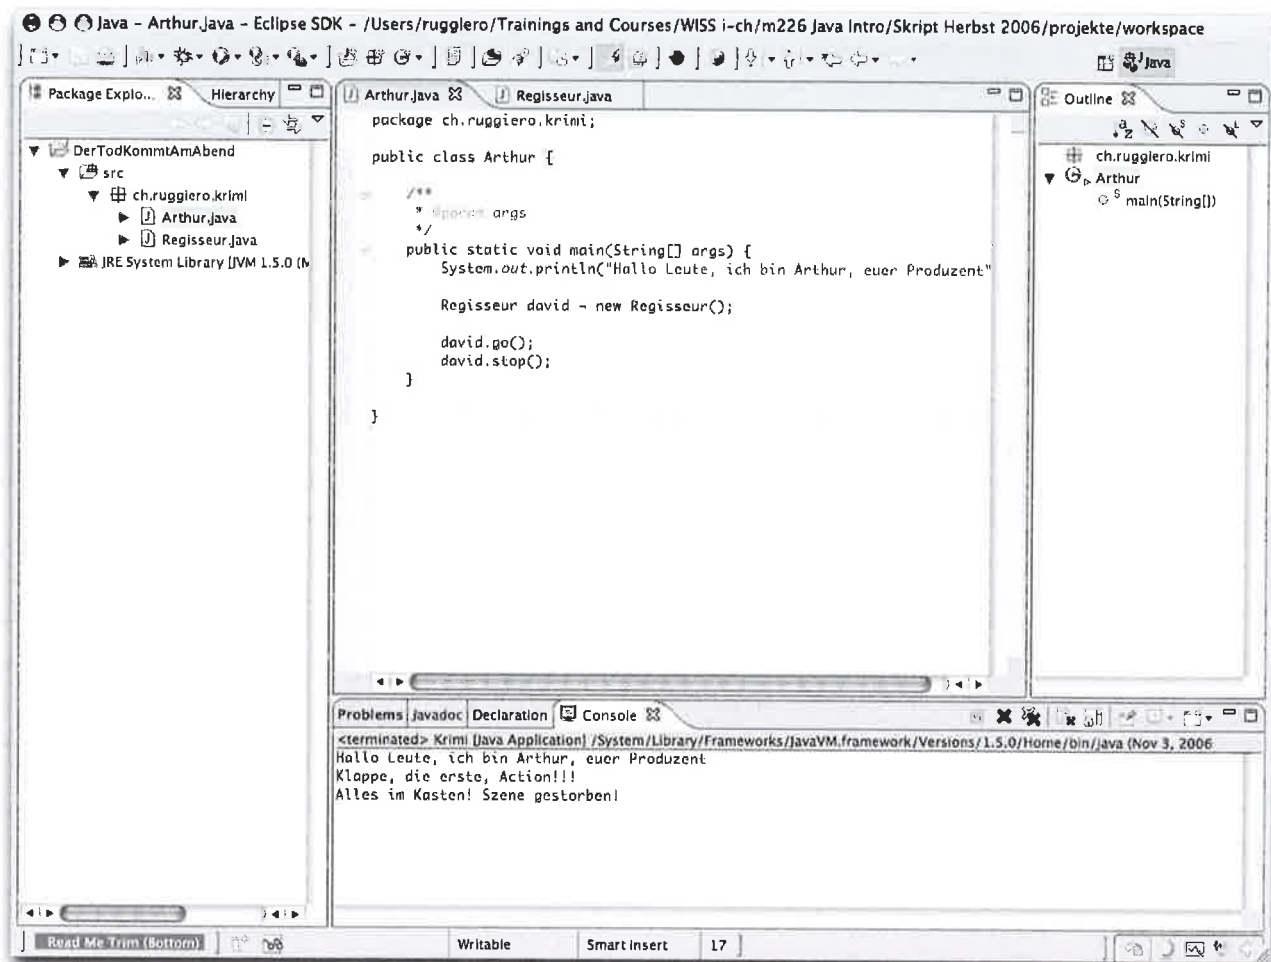 Java - Arthur.java - Eclipse SDK - /Users/ruggiero/Trainings and Courses/WISS i-ch/m226 Java Intro/Skript Herbst 2006/projekte/workspace
Java
Package Explo...
Hierarchy
DerTodKommtAmAbend
src
ch.ruggiero.krimi
Arthur.java
Regisseur.java
JRE System Library [JVM 1.5.0 (M
Arthur.java
Regisseur.java
package ch.ruggiero.krimi;
public class Arthur {
/**
* @param args
*/
public static void main(String[] args) {
System.out.println("Hallo Leute, ich bin Arthur, euer Produzent"
Regisseur david = new Regisseur();
david.go();
david.stop();
}
}
Outline
ch.ruggiero.krimi
Arthur
main(String[])
Problems Javadoc Declaration Console
<terminated> Krimi [Java Application] /System/Library/Frameworks/JavaVM.framework/Versions/1.5.0/Home/bin/java (Nov 3, 2006
Hallo Leute, ich bin Arthur, euer Produzent
Klappe, die erste, Action!!!
Alles im Kasten! Szene gestorben!
Read Me Trim (Bottom)
Writable
Smart Insert
17